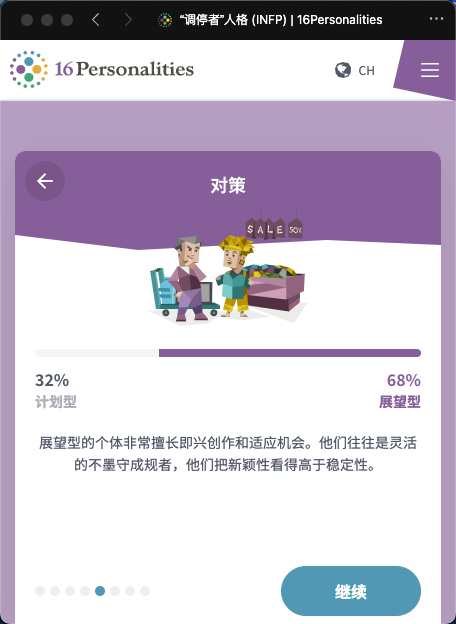 “调停者”人格 (INFP) | 16Personalities
16Personalities
CH
对策
SALE 50%
32%
68%
计划型
展望型
展望型的个体非常擅长即兴创作和适应机会。他们往往是灵活
的不墨守成规者，他们把新颖性看得高于稳定性。
继续